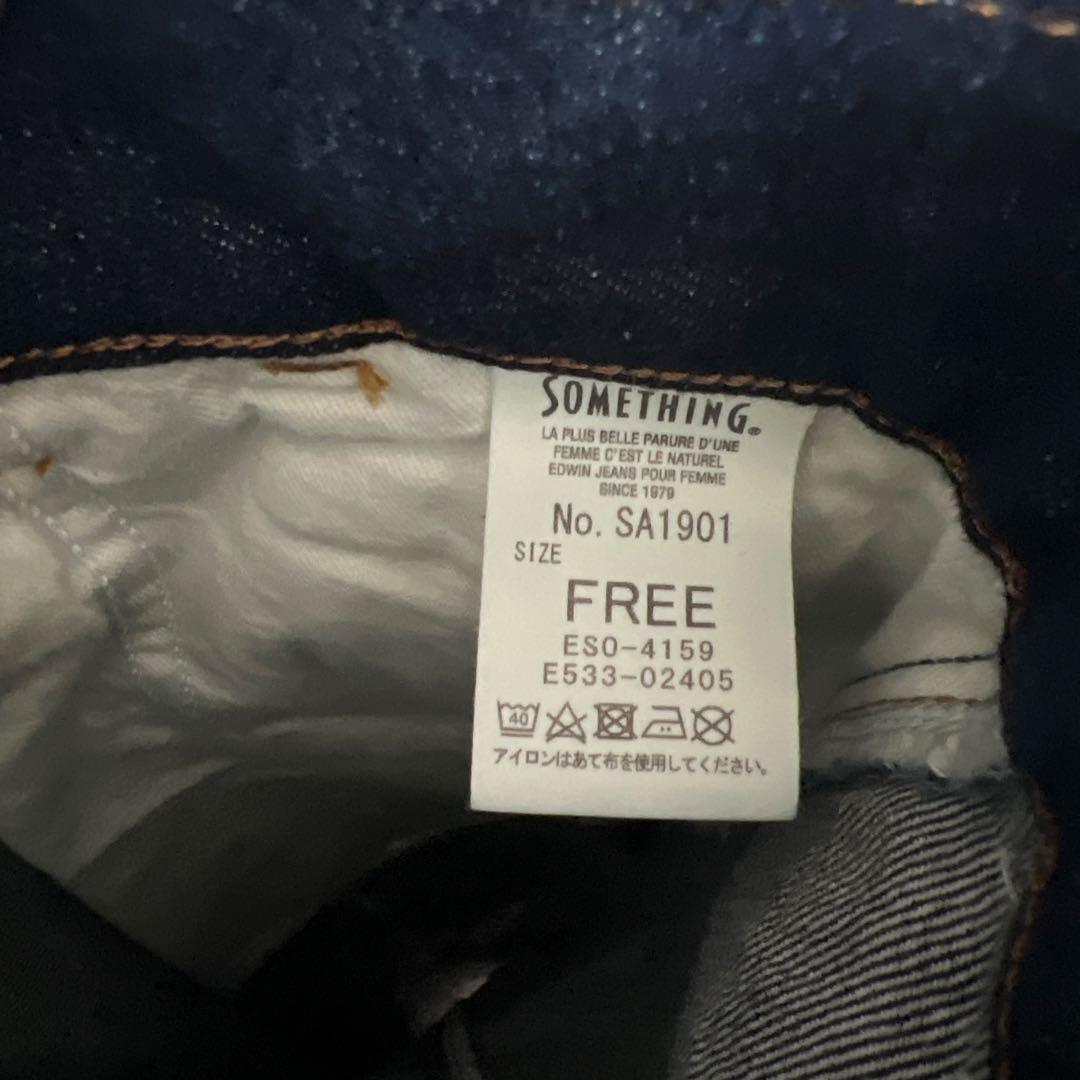 SOMETHING®
LA PLUS BELLE PARURE D'UNE
FEMME C'EST LE NATUREL
EDWIN JEANS POUR FEMME
SINCE 1979
No. SA1901
SIZE
FREE
ESO-4159
E533-02405
40
アイロンはあて布を使用してください。